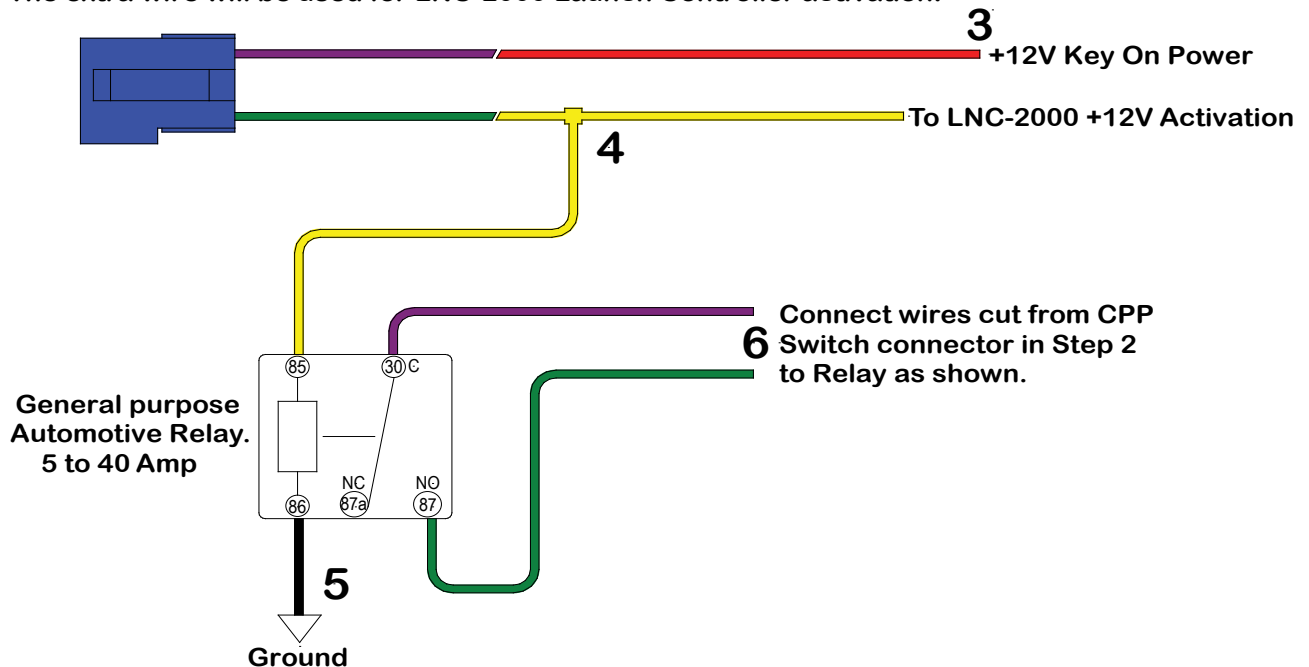 3
+12V Key On Power
To LNC-2000 +12V Activation
4
Connect wires cut from CPP
6 Switch connector in Step 2
to Relay as shown.
85
30 C
General purpose
Automotive Relay.
5 to 40 Amp
NC
NO
86
87a
87
5
Ground